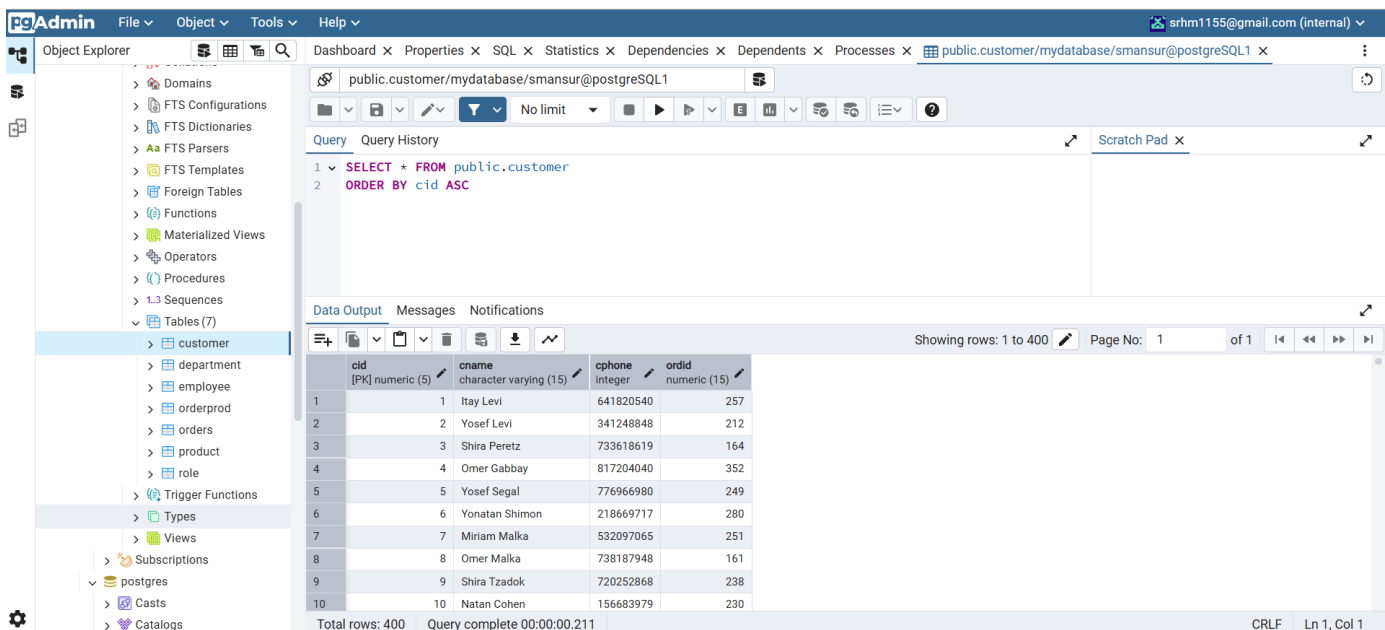 pgAdmin File Object Tools Help srhm1155@gmail.com (internal)
Object Explorer
Dashboard Properties SQL Statistics Dependencies Dependents Processes public.customer/mydatabase/smansur@postgreSQL1
Domains
FTS Configurations
FTS Dictionaries
Aa FTS Parsers
FTS Templates
Foreign Tables
Functions
Materialized Views
Operators
Procedures
1..3 Sequences
Tables (7)
customer
department
employee
orderprod
orders
product
role
Trigger Functions
Types
Views
Subscriptions
postgres
Casts
Catalogs
public.customer/mydatabase/smansur@postgreSQL1
No limit E
Query Query History Scratch Pad
1 SELECT * FROM public.customer
2 ORDER BY cid ASC
Data Output Messages Notifications
Showing rows: 1 to 400 Page No: 1 of 1
cid cname cphone ordid
[PK] numeric (5) character varying (15) integer numeric (15)
1 1 Itay Levi 641820540 257
2 2 Yosef Levi 341248848 212
3 3 Shira Peretz 733618619 164
4 4 Omer Gabbay 817204040 352
5 5 Yosef Segal 776966980 249
6 6 Yonatan Shimon 218669717 280
7 7 Miriam Malka 532097065 251
8 8 Omer Malka 738187948 161
9 9 Shira Tzadok 720252868 238
10 10 Natan Cohen 156683979 230
Total rows: 400 Query complete 00:00:00.211 CRLF Ln 1, Col 1